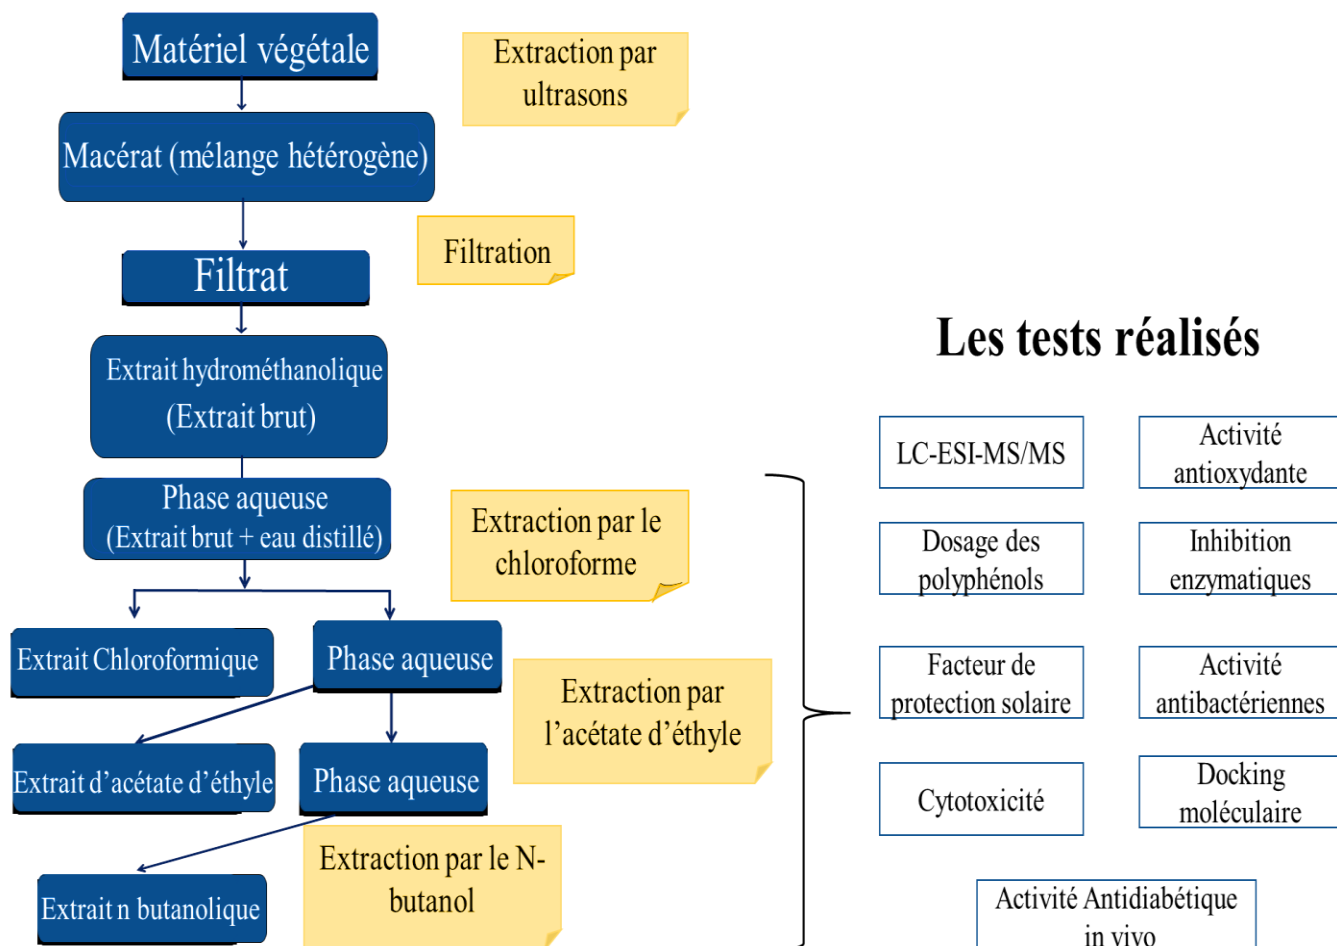 Matériel végétale
Extraction par
ultrasons
Macérat (mélange hétérogène)
Filtration
Filtrat
Extrait hydrométhanolique
(Extrait brut)
Phase aqueuse
(Extrait brut + eau distillé)
Extraction par le
chloroforme
Extrait Chloroformique
Phase aqueuse
Extraction par
l'acétate d'éthyle
Extrait d'acétate d'éthyle
Phase aqueuse
Extraction par le N-
butanol
Extrait n butanolique
Les tests réalisés
LC-ESI-MS/MS
Activité
antioxydante
Dosage des
polyphénols
Inhibition
enzymatiques
Facteur de
protection solaire
Activité
antibactériennes
Cytotoxicité
Docking
moléculaire
Activité Antidiabétique
in vivo